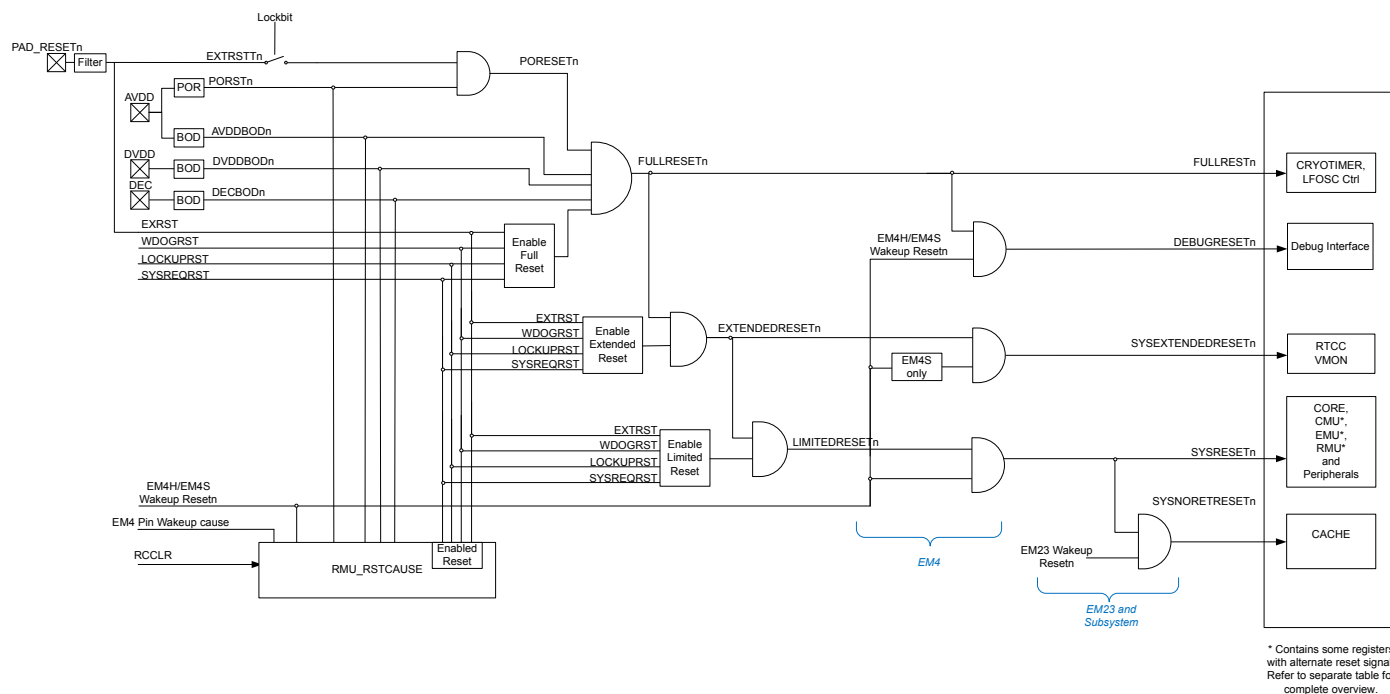 Lockbit
PAD_RESETn
Filter
EXTRSTTn
PORESETn
AVDD
POR
PORSTn
BOD
AVDDBODn
DVDD
BOD
DVDDBODn
DEC
BOD
DECBODn
FULLRESETn
FULLRESTn
CRYOTIMER,
LFOSC Ctrl
EXRST
WDOGRST
LOCKUPRST
SYSREQRST
Enable
Full
Reset
EM4H/EM4S
Wakeup Resetn
DEBUGRESETn
Debug Interface
EXTRST
WDOGRST
LOCKUPRST
SYSREQRST
Enable
Extended
Reset
EXTENDEDRESETn
EM4S
only
SYSEXTENDEDRESETn
RTCC
VMON
EXTRST
WDOGRST
LOCKUPRST
SYSREQRST
Enable
Limited
Reset
LIMITEDRESETn
SYSRESETn
CORE,
CMU*,
EMU*,
RMU*
and
Peripherals
EM4H/EM4S
Wakeup Resetn
EM4 Pin Wakeup cause
RCCLR
RMU_RSTCAUSE
Enabled
Reset
EM4
SYSNORETRESETn
EM23 Wakeup
Resetn
CACHE
EM23 and
Subsystem
* Contains some registers
with alternate reset signal
Refer to separate table fo
complete overview.